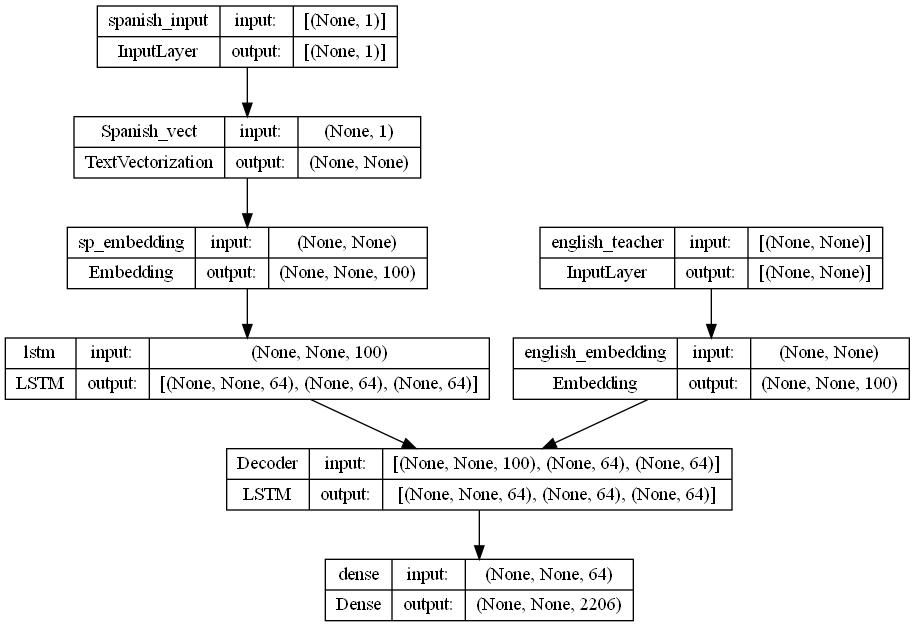 spanish_input input: [(None, 1)]
InputLayer output: [(None, 1)]
Spanish_vect input: (None, 1)
TextVectorization output: (None, None)
sp_embedding input: (None, None)
Embedding output: (None, None, 100)
english_teacher input: [(None, None)]
InputLayer output: [(None, None)]
lstm input: (None, None, 100)
LSTM output: [(None, None, 64), (None, 64), (None, 64)]
english_embedding input: (None, None)
Embedding output: (None, None, 100)
Decoder input: [(None, None, 100), (None, 64), (None, 64)]
LSTM output: [(None, None, 64), (None, 64), (None, 64)]
dense input: (None, None, 64)
Dense output: (None, None, 2206)